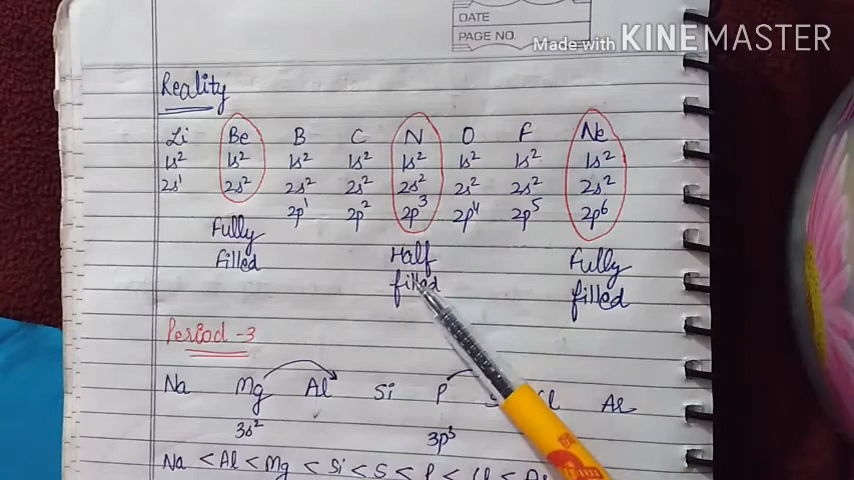 DATE
PAGE NO.
Made with KINEMASTER
Reality
Li Be B C N O F Ne
1s² 1s² 1s² 1s² 1s² 1s² 1s² 1s²
2s¹ 2s² 2s² 2s² 2s² 2s² 2s² 2s²
2p¹ 2p² 2p³ 2p⁴ 2p⁵ 2p⁶
Fully Half Fully
filled filled filled
Period -3
Na Mg Al Si P Cl Ar
3s² 3p³
Na < Al < Mg < Si < S < P < Cl < Ar